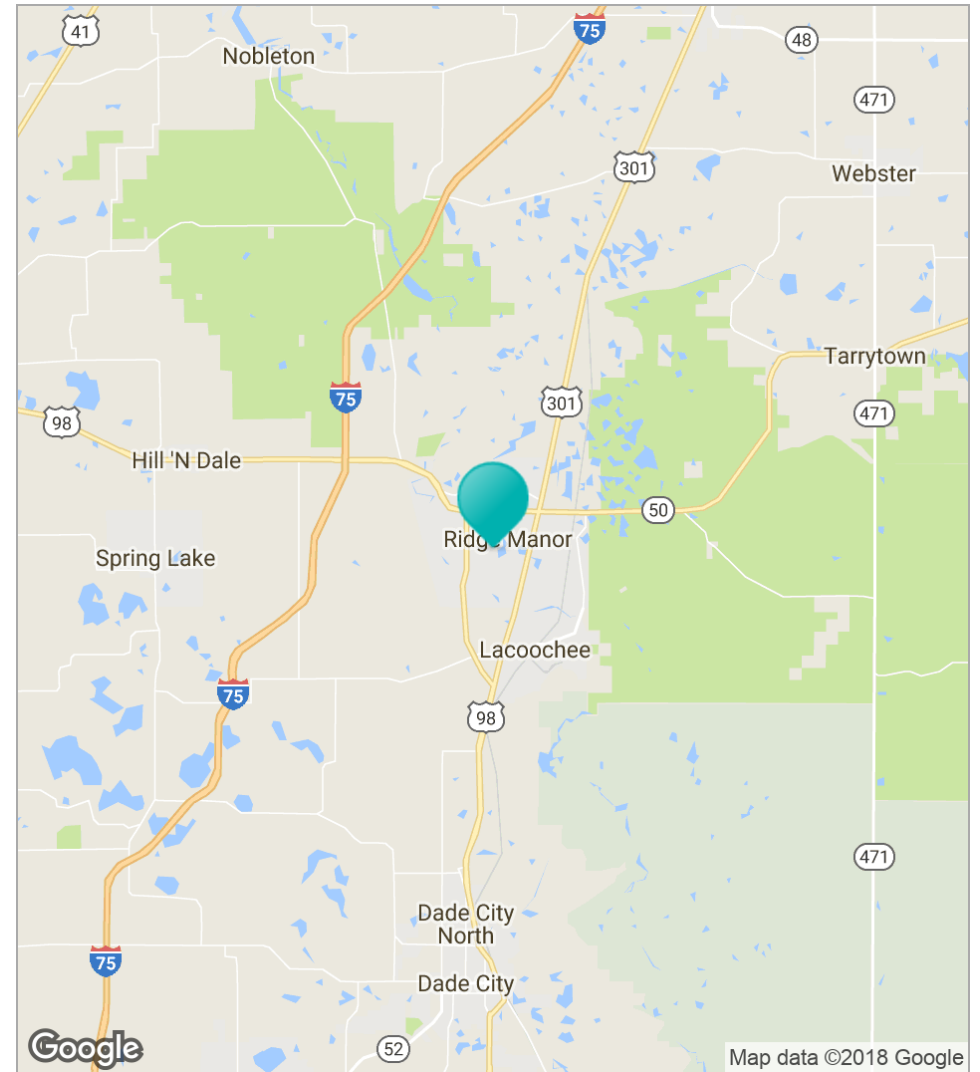 41
75
48
Nobleton
471
301
Webster
Tarrytown
75
301
471
98
Hill 'N Dale
50
Ridge Manor
Spring Lake
Lacoochee
75
98
471
Dade City
North
75
Dade City
52
Google
Map data ©2018 Google